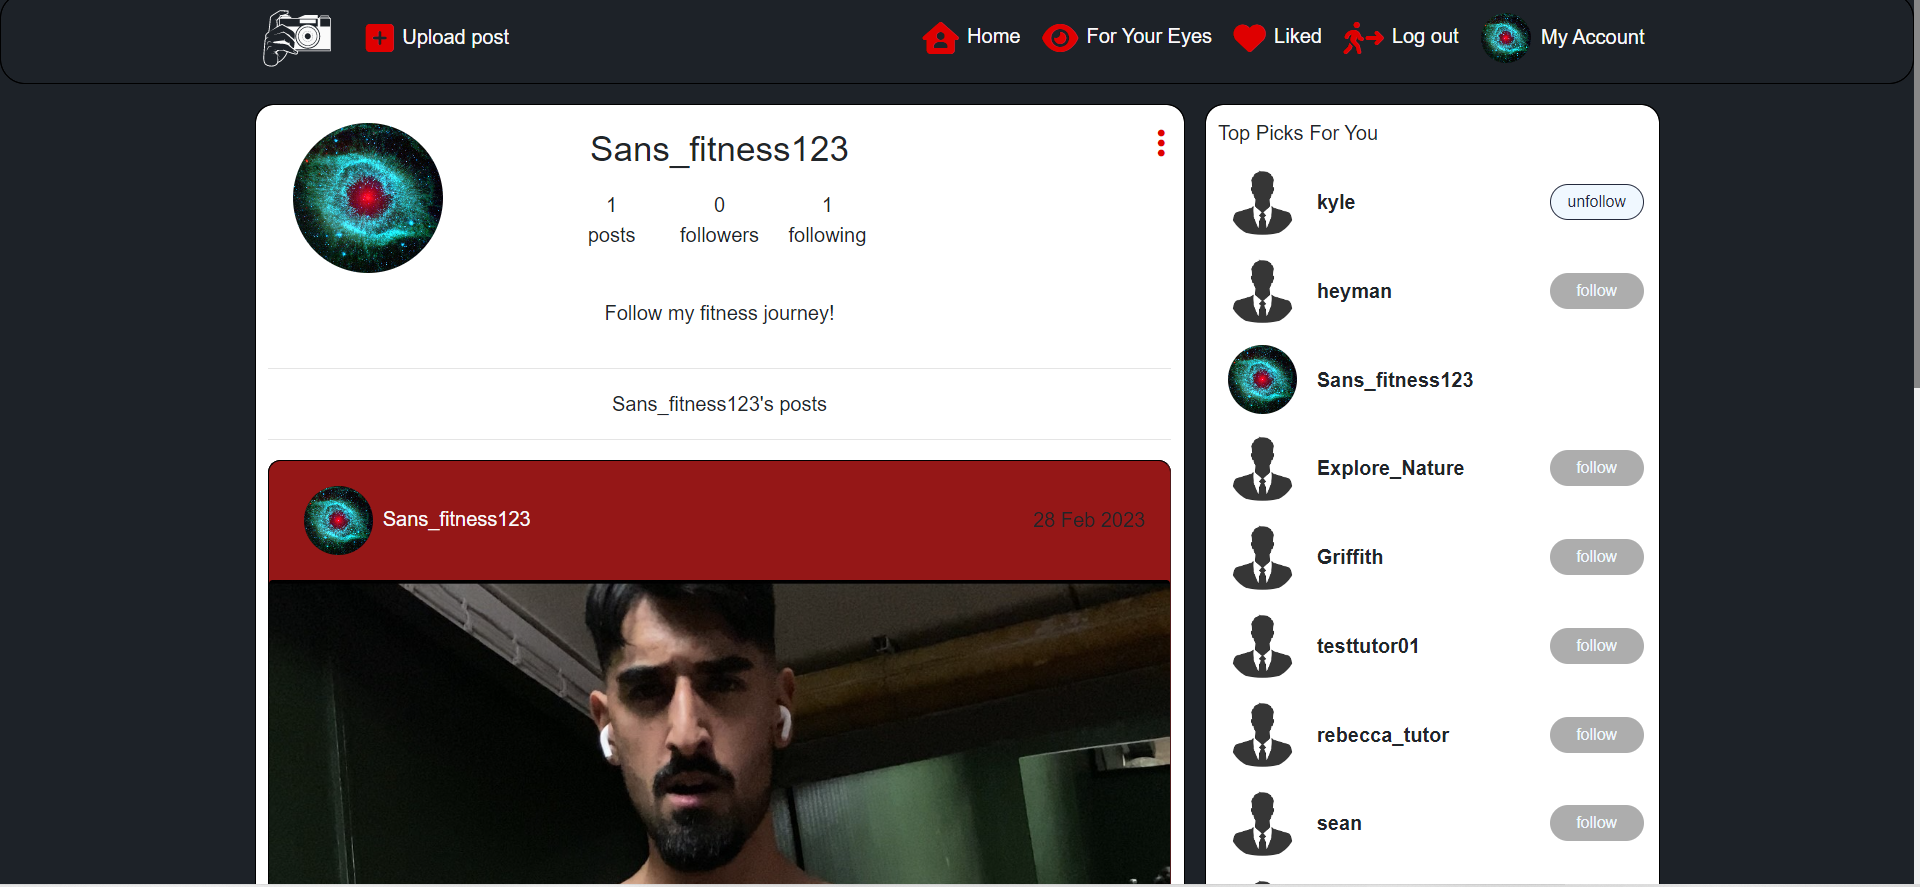 Upload post
Home
For Your Eyes
Liked
Log out
My Account
Sans_fitness123
1 0 1
posts followers following
Follow my fitness journey!
Sans_fitness123's posts
Sans_fitness123
28 Feb 2023
Top Picks For You
kyle unfollow
heyman follow
Sans_fitness123
Explore_Nature follow
Griffith follow
testtutor01 follow
rebecca_tutor follow
sean follow